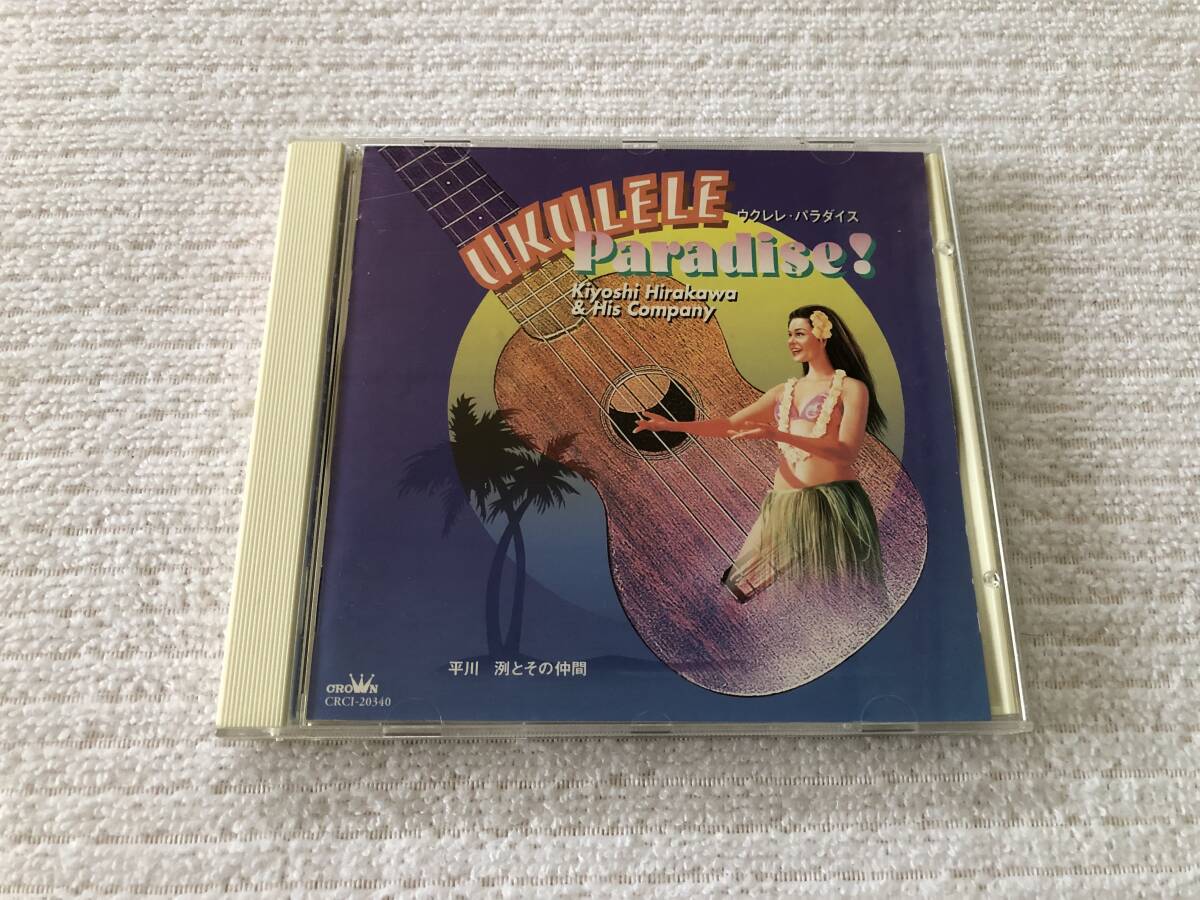 UKULELE
ウクレレ・パラダイス
Paradise!
Kiyoshi Hirakawa
& His Company
平川 洌とその仲間
CROWN
CRCI-20340